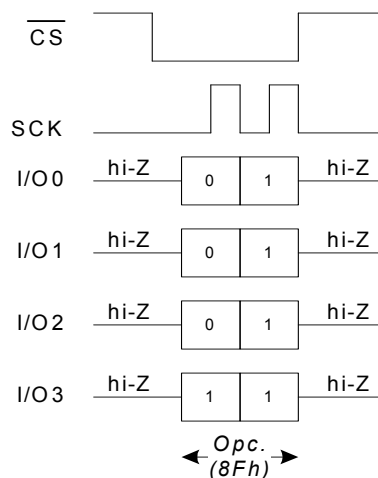 CS
SCK
I/O0 hi-Z 0 1 hi-Z
I/O1 hi-Z 0 1 hi-Z
I/O2 hi-Z 0 1 hi-Z
I/O3 hi-Z 1 1 hi-Z
Opc.
(8Fh)